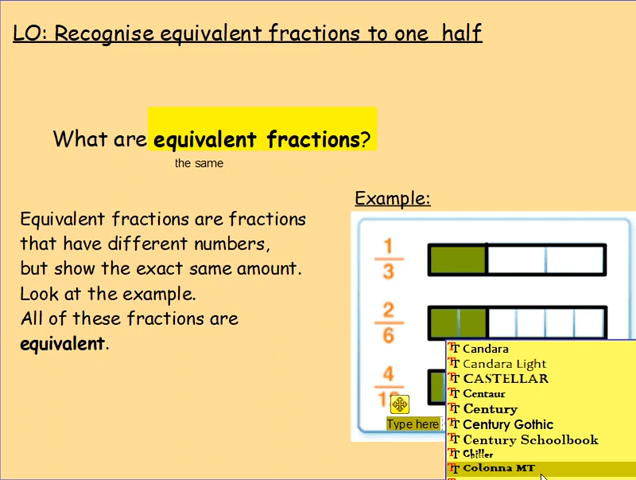 LO: Recognise equivalent fractions to one half
What are equivalent fractions?
the same
Example:
Equivalent fractions are fractions
that have different numbers,
but show the exact same amount.
Look at the example.
All of these fractions are
equivalent.
1
3
2
6
4
Type here
Candara
Candara Light
CASTELLAR
Centaur
Century
Century Gothic
Century Schoolbook
Chiller
Colonna MT